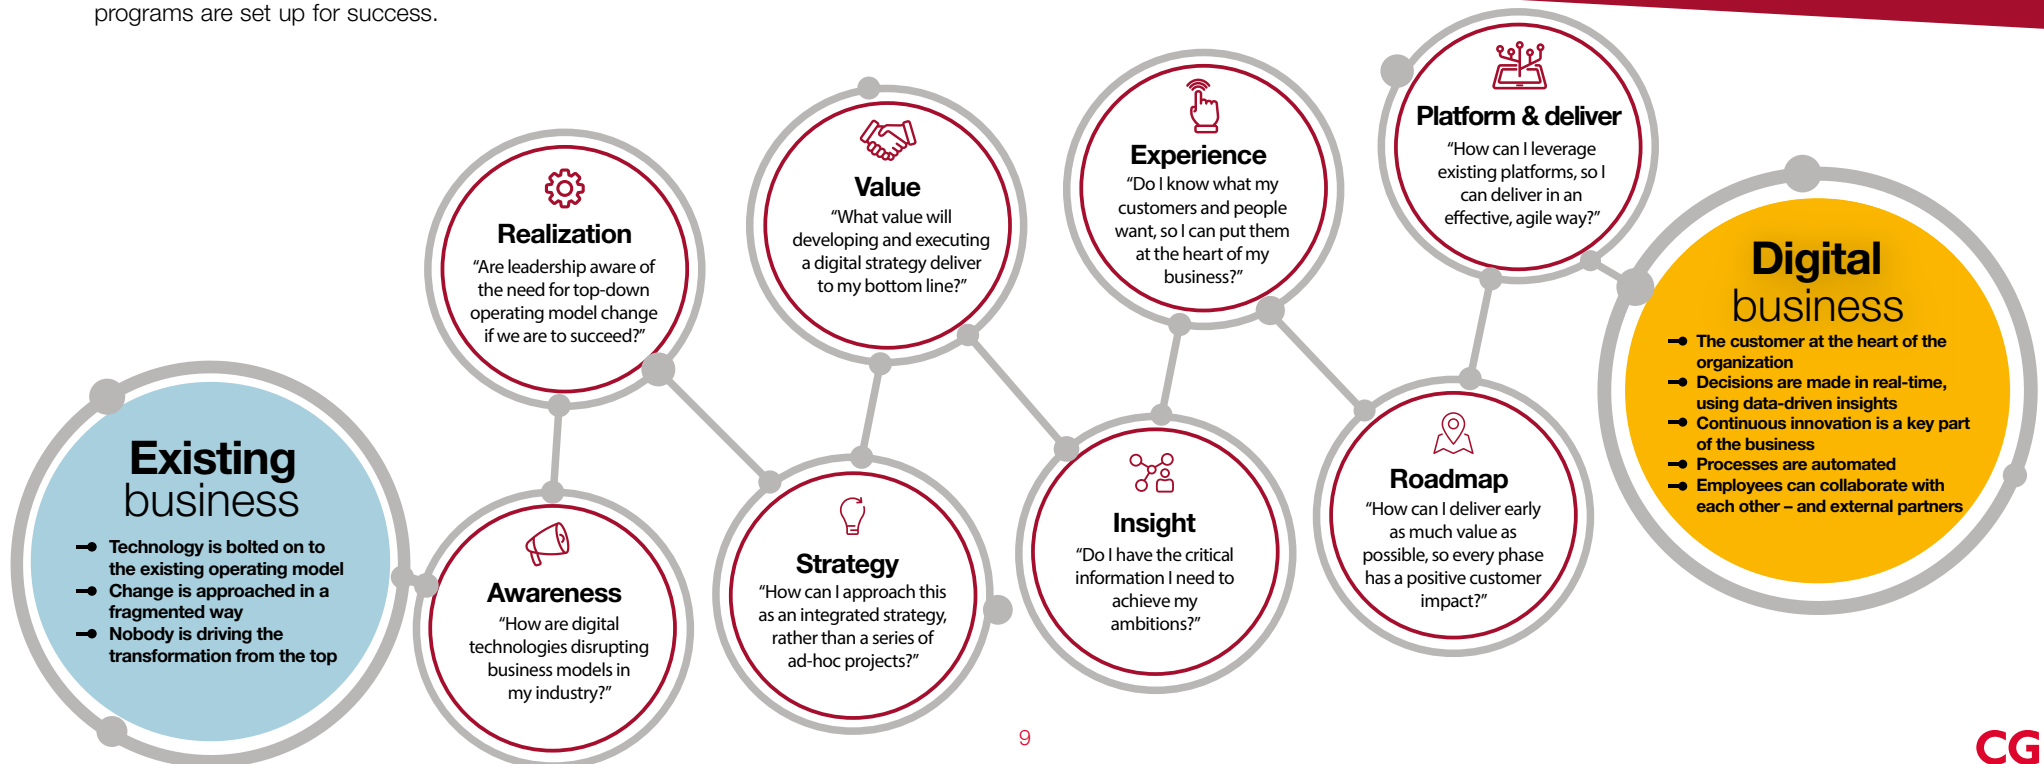 programs are set up for success.
Existing
business
Technology is bolted on to
the existing operating model
Change is approached in a
fragmented way
Nobody is driving the
transformation from the top
Awareness
“How are digital
technologies disrupting
business models in
my industry?”
Realization
“Are leadership aware of
the need for top-down
operating model change
if we are to succeed?”
Strategy
“How can I approach this
as an integrated strategy,
rather than a series of
ad-hoc projects?”
Value
“What value will
developing and executing
a digital strategy deliver
to my bottom line?”
Insight
“Do I have the critical
information I need to
achieve my
ambitions?”
Experience
“Do I know what my
customers and people
want, so I can put them
at the heart of my
business?”
Roadmap
“How can I deliver early
as much value as
possible, so every phase
has a positive customer
impact?”
Platform & deliver
“How can I leverage
existing platforms, so I
can deliver in an
effective, agile way?”
Digital
business
The customer at the heart of the
organization
Decisions are made in real-time,
using data-driven insights
Continuous innovation is a key part
of the business
Processes are automated
Employees can collaborate with
each other – and external partners
9
CG